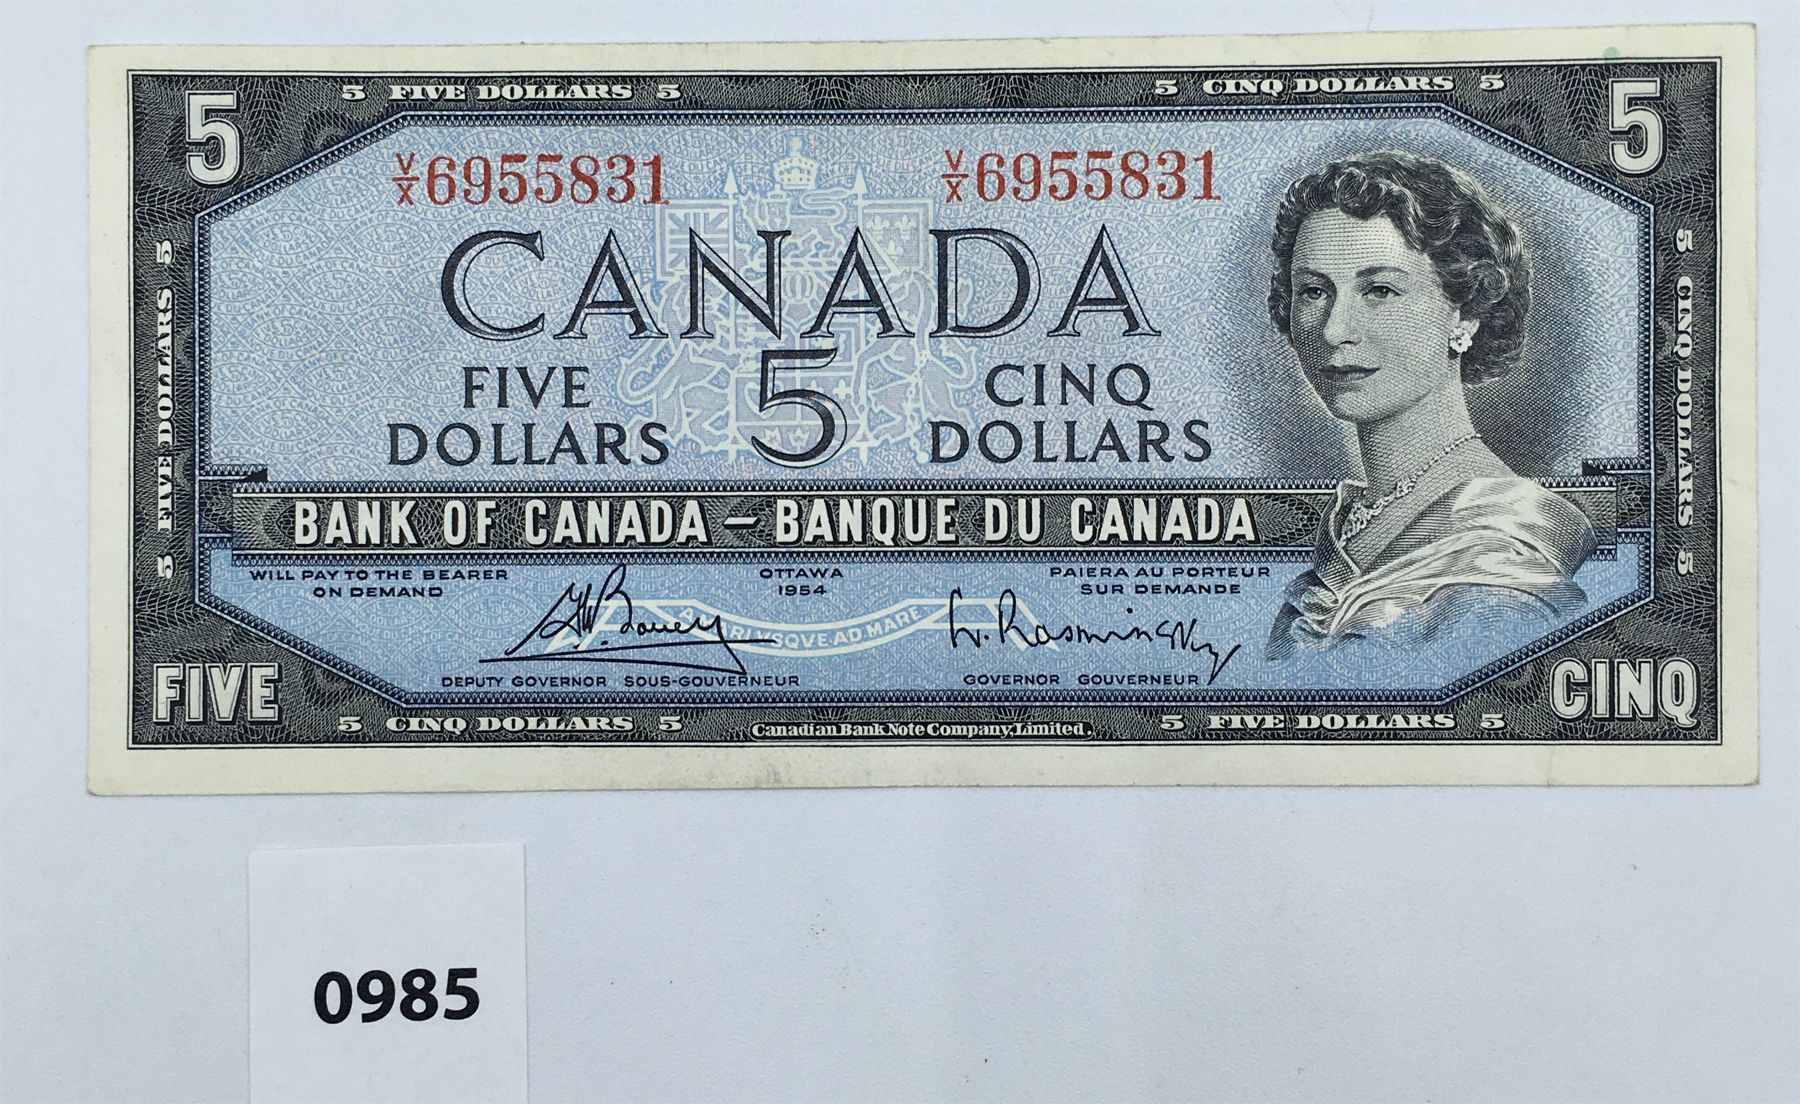 5 FIVE DOLLARS 5
5 CINQ DOLLARS 5
5
5
V/X 6955831
V/X 6955831
CANADA
FIVE DOLLARS
5
CINQ DOLLARS
5 FIVE DOLLARS 5
5 CINQ DOLLARS 5
BANK OF CANADA – BANQUE DU CANADA
WILL PAY TO THE BEARER
ON DEMAND
OTTAWA
1954
PAIERA AU PORTEUR
SUR DEMANDE
A MARI USQVE AD MARE
L. Rasminsky
DEPUTY GOVERNOR SOUS-GOUVERNEUR
GOVERNOR GOUVERNEUR
FIVE
CINQ
5 CINQ DOLLARS 5
Canadian Bank Note Company, Limited.
5 FIVE DOLLARS 5
0985